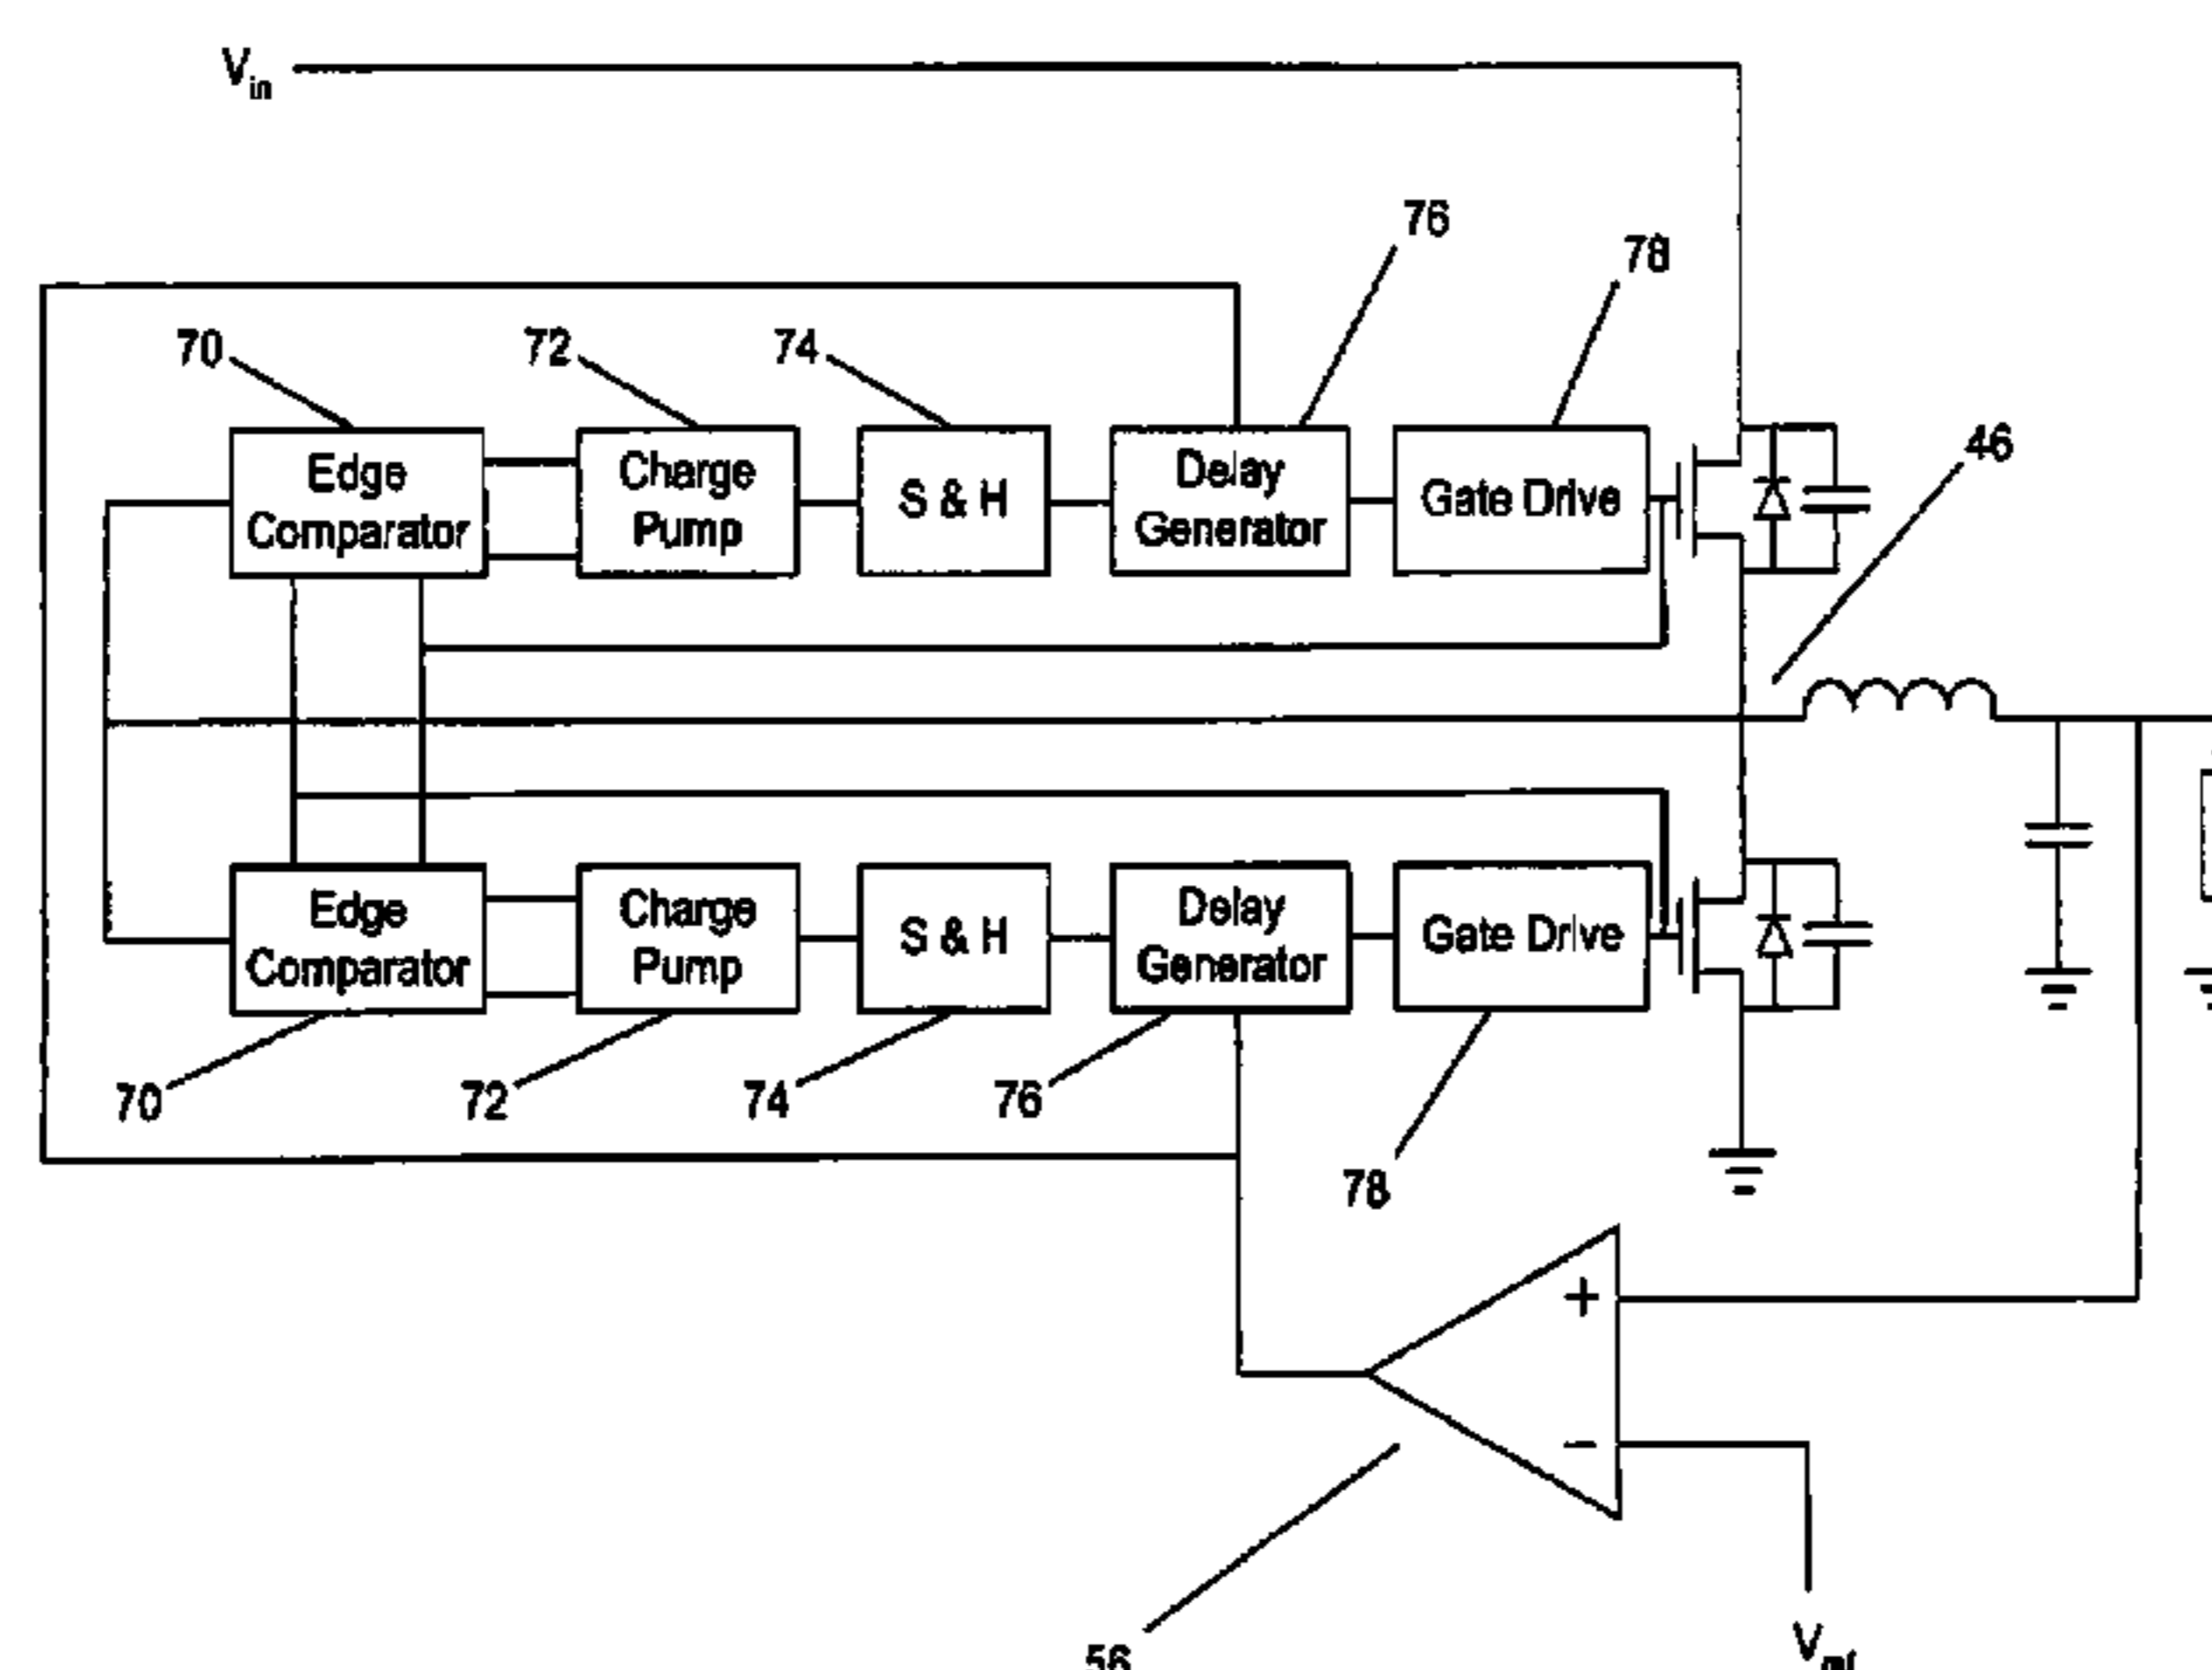 Vin
76
78
70
72
74
46
Edge
Comparator
Charge
Pump
S & H
Delay
Generator
Gate Drive
Edge
Comparator
Charge
Pump
S & H
Delay
Generator
Gate Drive
70
72
74
76
78
+
−
56